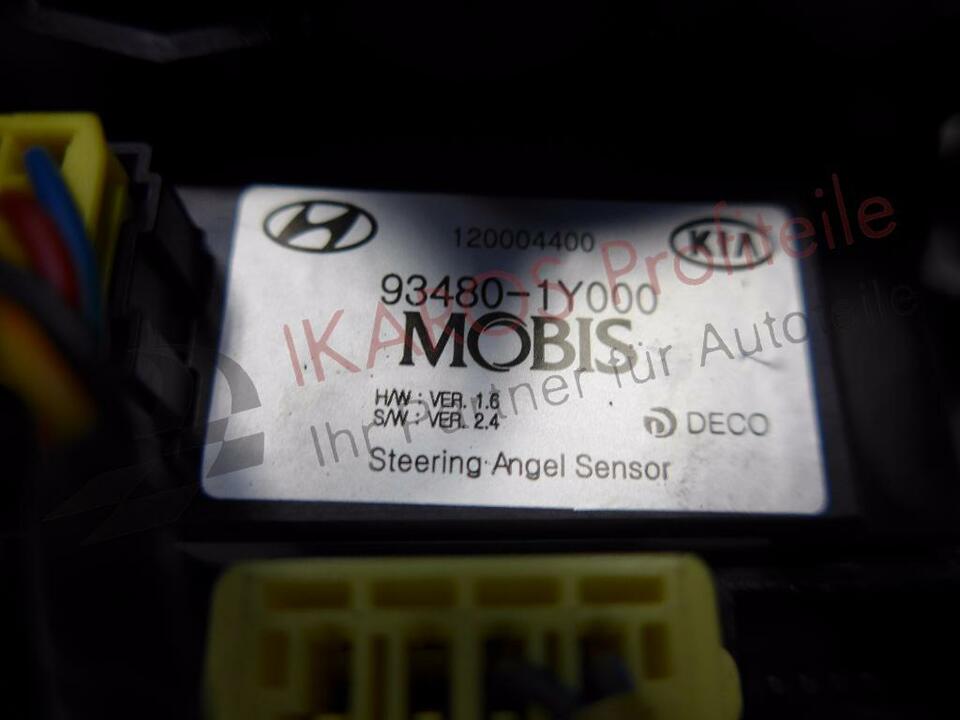 120004400
KIA
93480-1Y000
MOBIS
H/W : VER. 1.6
S/W : VER. 2.4
DECO
Steering Angel Sensor
IKAROS Profiteile
Ihr Partner für Autoteile